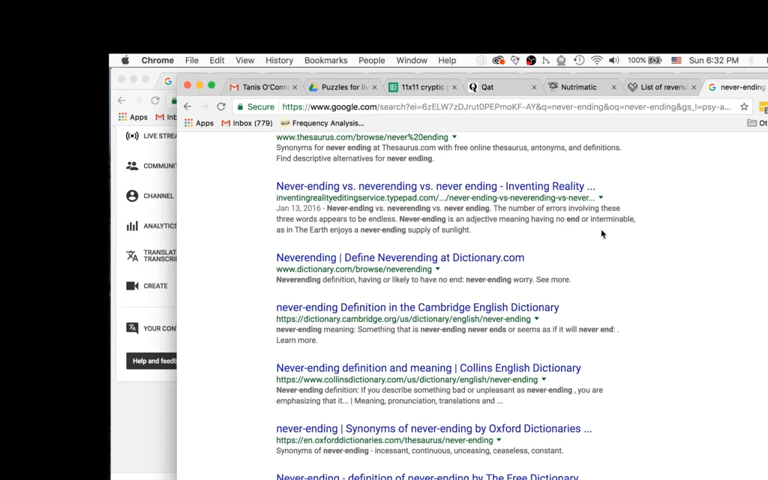 Chrome File Edit View History Bookmarks People Window Help 100% Sun 6:32 PM
Tanis O'Conn Puzzles for liv 11x11 cryptic Qat Nutrimatic List of revers never-ending
Secure https://www.google.com/search?ei=6zELW7zDJrut0PEPmoKF-AY&q=never-ending&oq=never-ending&gs_l=psy-a...
Apps Inbox (779) Frequency Analysis...
Apps
LIVE STREA
COMMUNI
CHANNEL
ANALYTICS
TRANSLAT
TRANSCRI
CREATE
YOUR CON
Help and feedb
www.thesaurus.com/browse/never%20ending
Synonyms for never ending at Thesaurus.com with free online thesaurus, antonyms, and definitions.
Find descriptive alternatives for never ending.
Never-ending vs. neverending vs. never ending - Inventing Reality ...
inventingrealityeditingservice.typepad.com/.../never-ending-vs-neverending-vs-never...
Jan 13, 2016 - Never-ending vs. neverending vs. never ending. The number of errors involving these
three words appears to be endless. Never-ending is an adjective meaning having no end or interminable,
as in The Earth enjoys a never-ending supply of sunlight.
Neverending | Define Neverending at Dictionary.com
www.dictionary.com/browse/neverending
Neverending definition, having or likely to have no end: never-ending worry. See more.
never-ending Definition in the Cambridge English Dictionary
https://dictionary.cambridge.org/us/dictionary/english/never-ending
never-ending meaning: Something that is never-ending never ends or seems as if it will never end: .
Learn more.
Never-ending definition and meaning | Collins English Dictionary
https://www.collinsdictionary.com/us/dictionary/english/never-ending
Never-ending definition: If you describe something bad or unpleasant as never-ending , you are
emphasizing that it... | Meaning, pronunciation, translations and ...
never-ending | Synonyms of never-ending by Oxford Dictionaries ...
https://en.oxforddictionaries.com/thesaurus/never-ending
Synonyms of never-ending - incessant, continuous, unceasing, ceaseless, constant.
Never-ending - definition of never-ending by The Free Dictionary